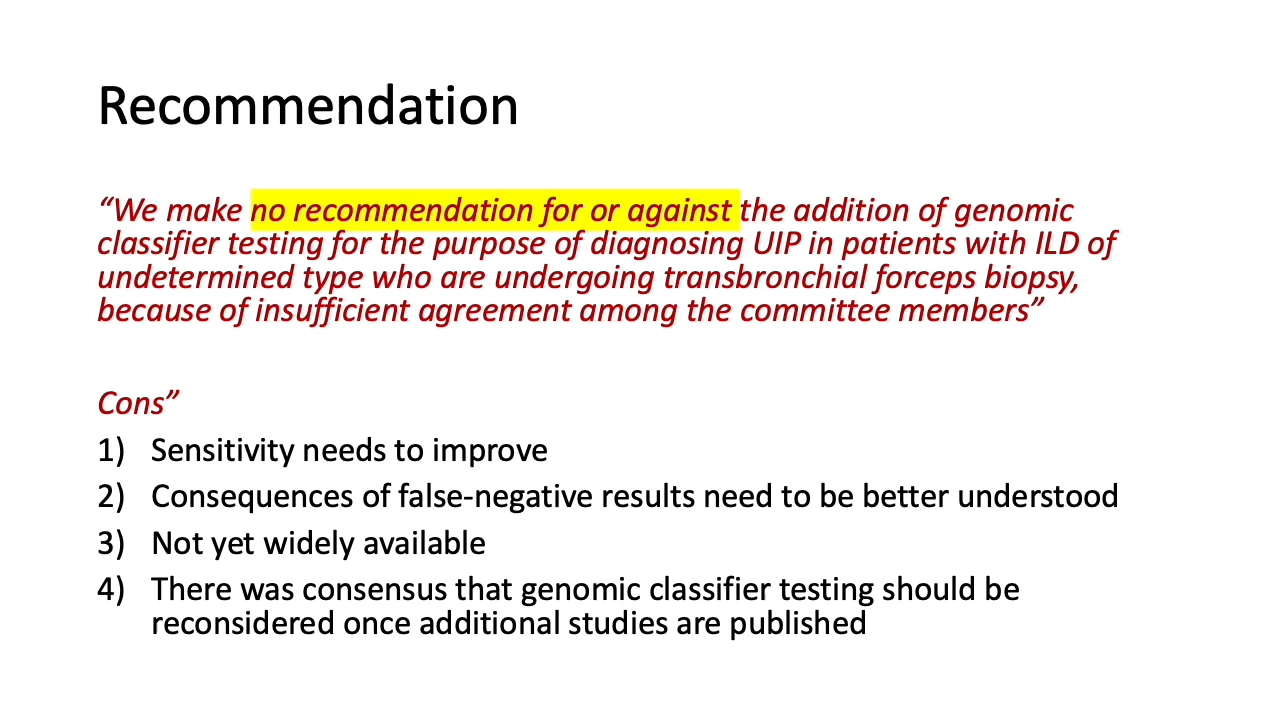 Recommendation
“We make no recommendation for or against the addition of genomic
classifier testing for the purpose of diagnosing UIP in patients with ILD of
undetermined type who are undergoing transbronchial forceps biopsy,
because of insufficient agreement among the committee members”
Cons”
1) Sensitivity needs to improve
2) Consequences of false-negative results need to be better understood
3) Not yet widely available
4) There was consensus that genomic classifier testing should be
reconsidered once additional studies are published